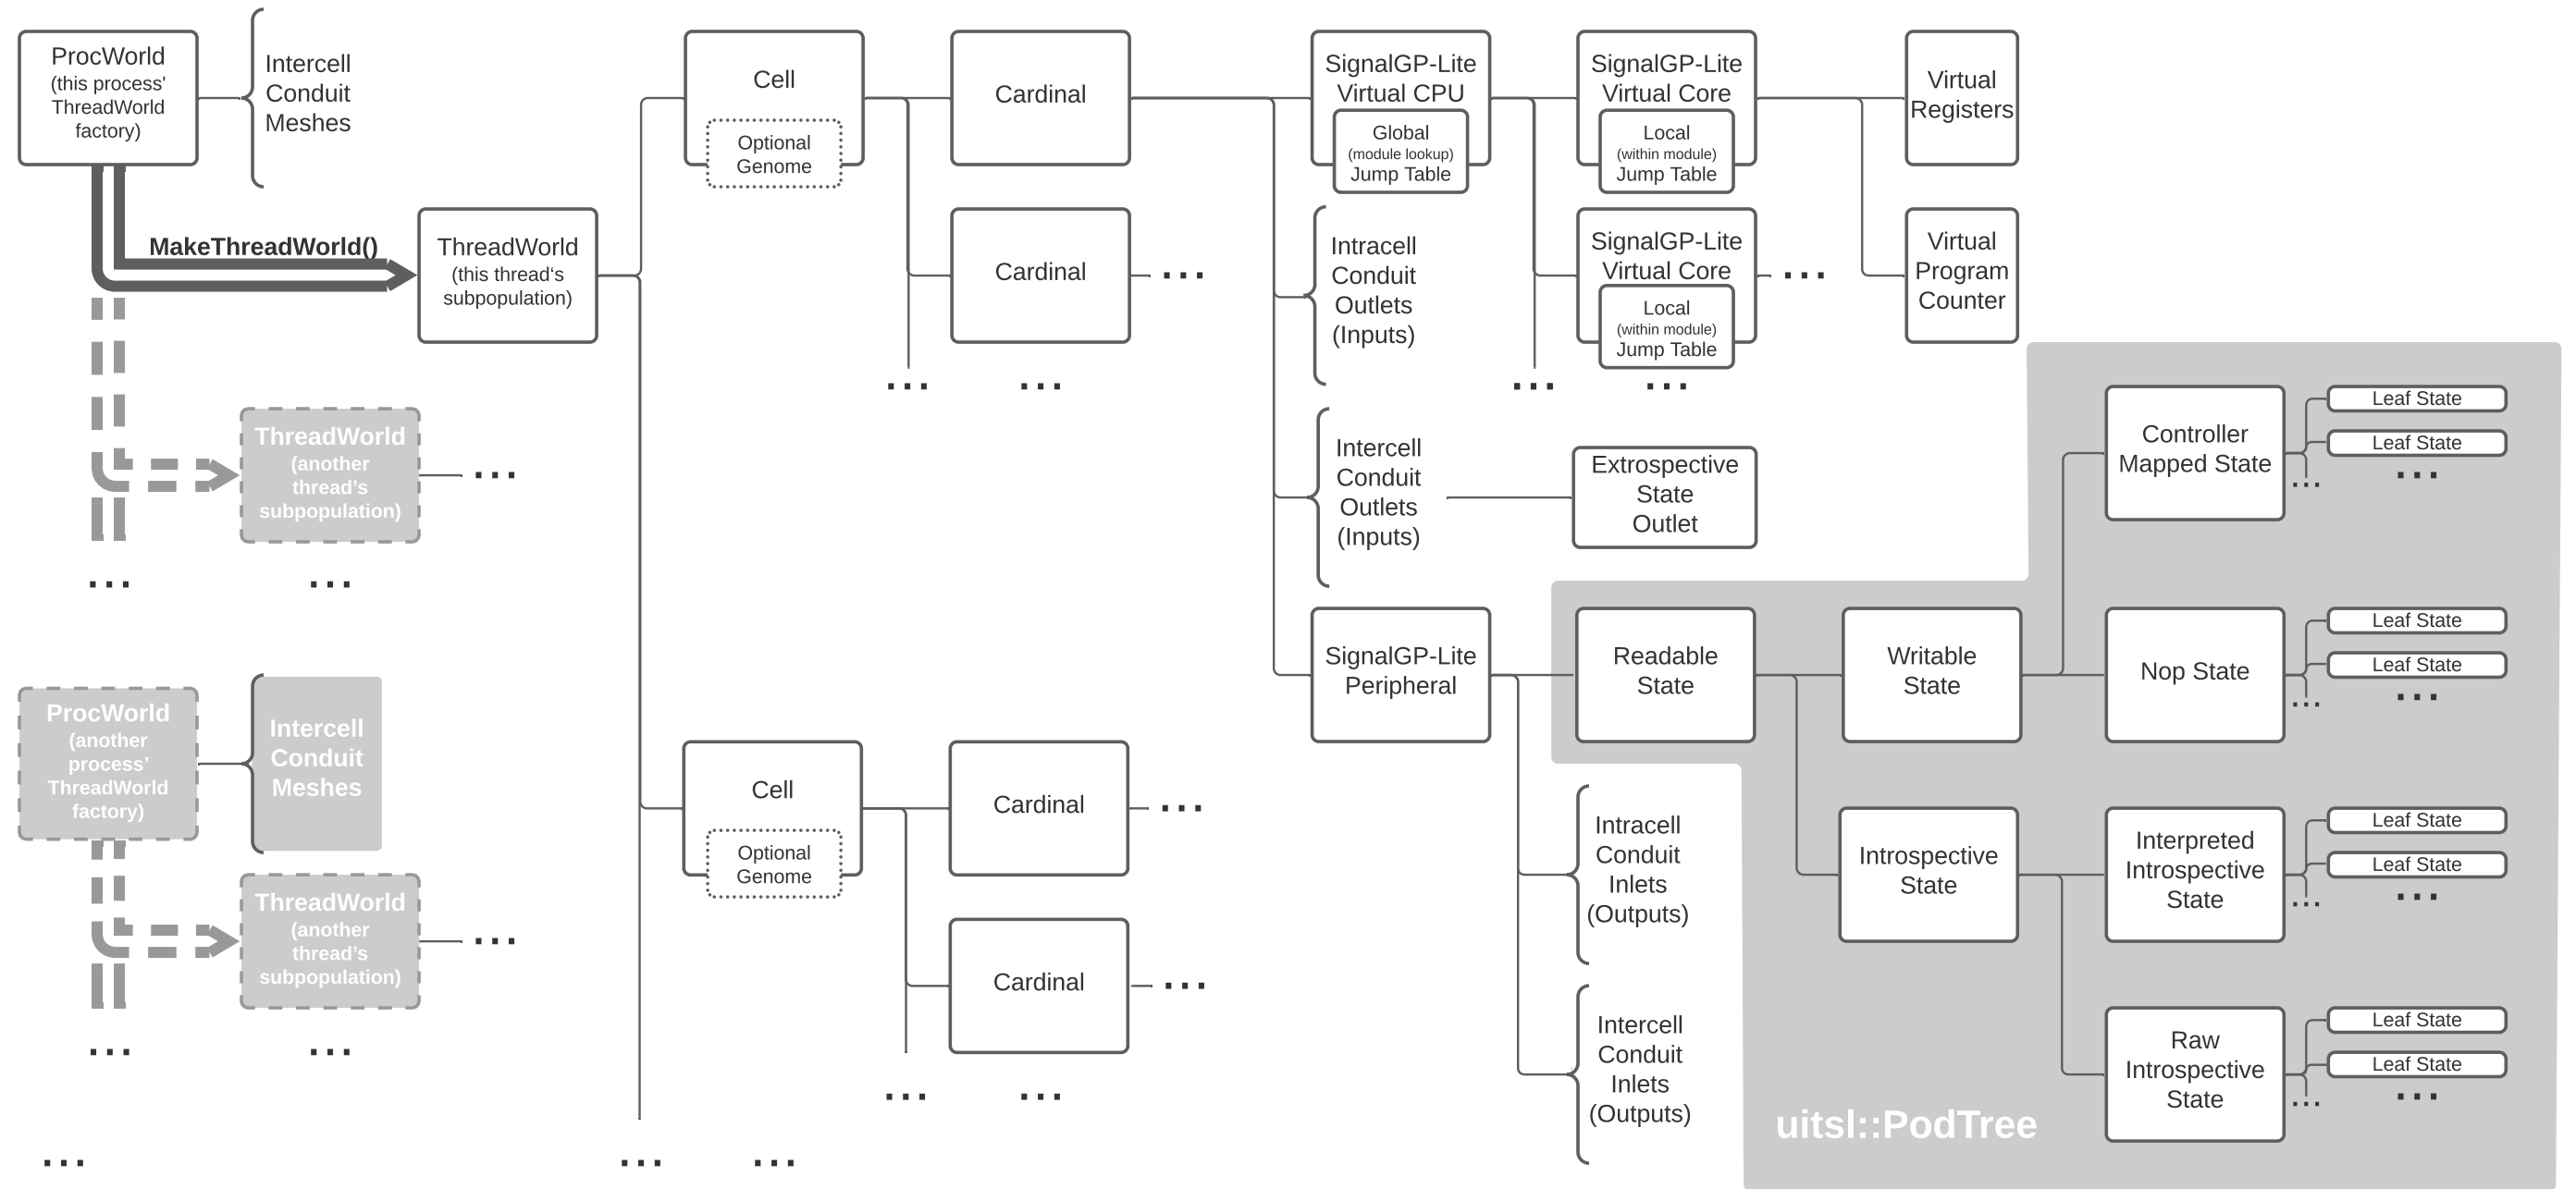 ProcWorld
(this process'
ThreadWorld
factory)
Intercell
Conduit
Meshes
MakeThreadWorld()
ThreadWorld
(this thread‘s
subpopulation)
ThreadWorld
(another
thread’s
subpopulation)
...
...
...
ProcWorld
(another
process’
ThreadWorld
factory)
Intercell
Conduit
Meshes
ThreadWorld
(another
thread’s
subpopulation)
...
...
...
...
Cell
Optional
Genome
Cardinal
Cardinal
...
...
...
Cell
Optional
Genome
Cardinal
...
Cardinal
...
...
...
...
...
SignalGP-Lite
Virtual CPU
Global
(module lookup)
Jump Table
SignalGP-Lite
Virtual Core
Local
(within module)
Jump Table
Virtual
Registers
SignalGP-Lite
Virtual Core
Local
(within module)
Jump Table
...
Virtual
Program
Counter
...
...
Intracell
Conduit
Outlets
(Inputs)
Intercell
Conduit
Outlets
(Inputs)
Extrospective
State
Outlet
SignalGP-Lite
Peripheral
Readable
State
Writable
State
Controller
Mapped State
Leaf State
Leaf State
...
...
Nop State
Leaf State
Leaf State
...
...
Introspective
State
Interpreted
Introspective
State
Leaf State
Leaf State
...
...
Raw
Introspective
State
Leaf State
Leaf State
...
...
Intracell
Conduit
Inlets
(Outputs)
Intercell
Conduit
Inlets
(Outputs)
uitsl::PodTree